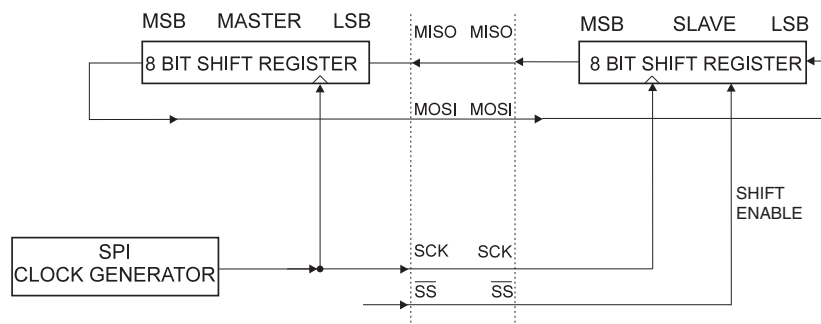 MSB MASTER LSB MISO MISO MSB SLAVE LSB
8 BIT SHIFT REGISTER 8 BIT SHIFT REGISTER
MOSI MOSI
SHIFT
ENABLE
SPI
CLOCK GENERATOR
SCK SCK
SS SS